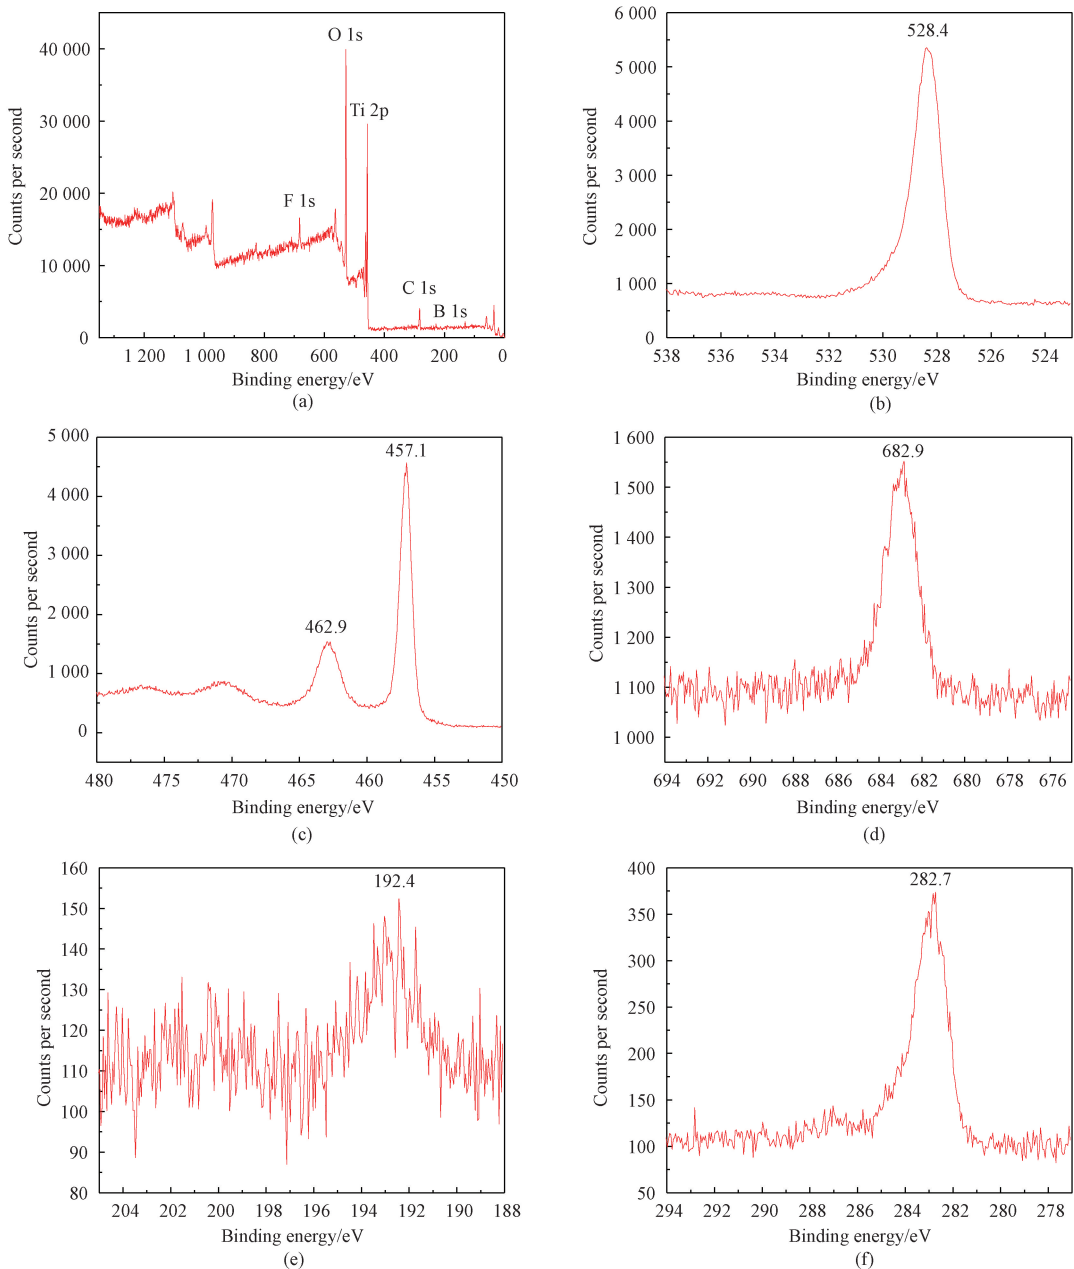 O 1s
Ti 2p
F 1s
C 1s
B 1s
40 000
30 000
20 000
10 000
0
Counts per second
1 200 1 000 800 600 400 200 0
Binding energy/eV
(a)
528.4
6 000
5 000
4 000
3 000
2 000
1 000
0
Counts per second
538 536 534 532 530 528 526 524
Binding energy/eV
(b)
457.1
462.9
5 000
4 000
3 000
2 000
1 000
0
Counts per second
480 475 470 465 460 455 450
Binding energy/eV
(c)
682.9
1 600
1 500
1 400
1 300
1 200
1 100
1 000
Counts per second
694 692 690 688 686 684 682 680 678 676
Binding energy/eV
(d)
192.4
160
150
140
130
120
110
100
90
80
Counts per second
204 202 200 198 196 194 192 190 188
Binding energy/eV
(e)
282.7
400
350
300
250
200
150
100
50
Counts per second
294 292 290 288 286 284 282 280 278
Binding energy/eV
(f)